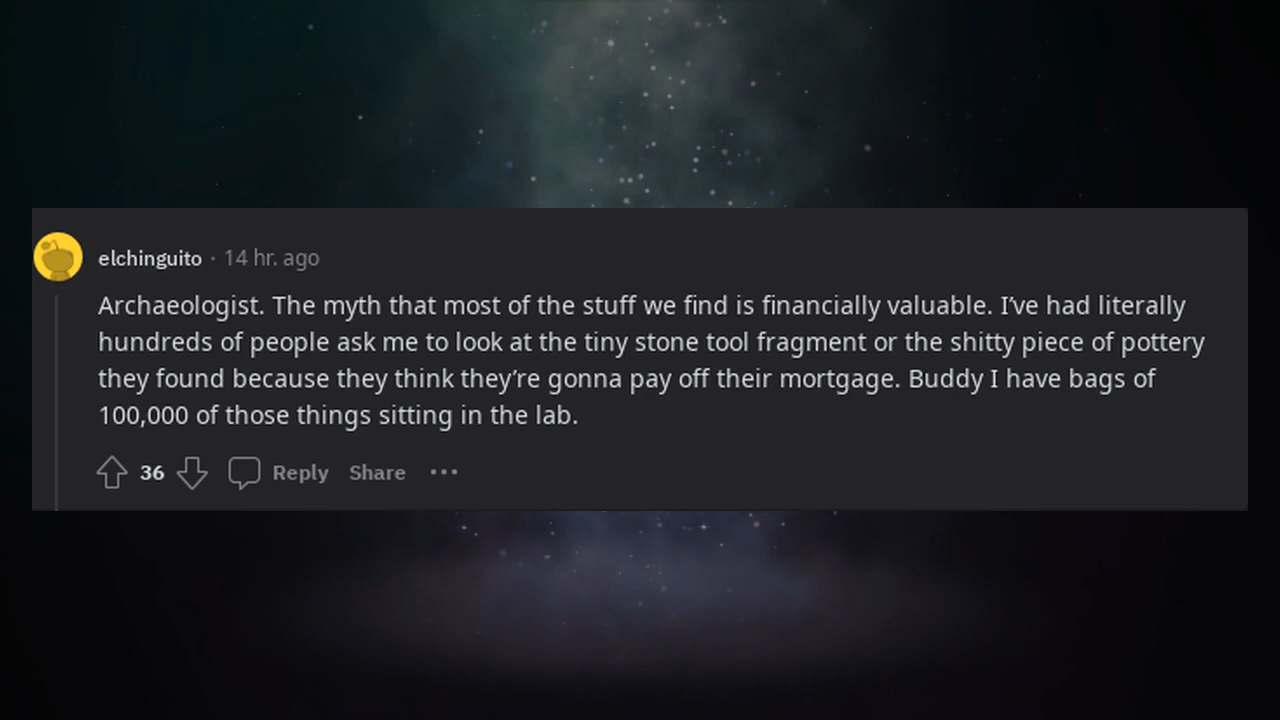 elchinguito · 14 hr. ago
Archaeologist. The myth that most of the stuff we find is financially valuable. I’ve had literally
hundreds of people ask me to look at the tiny stone tool fragment or the shitty piece of pottery
they found because they think they’re gonna pay off their mortgage. Buddy I have bags of
100,000 of those things sitting in the lab.
36 Reply Share ···